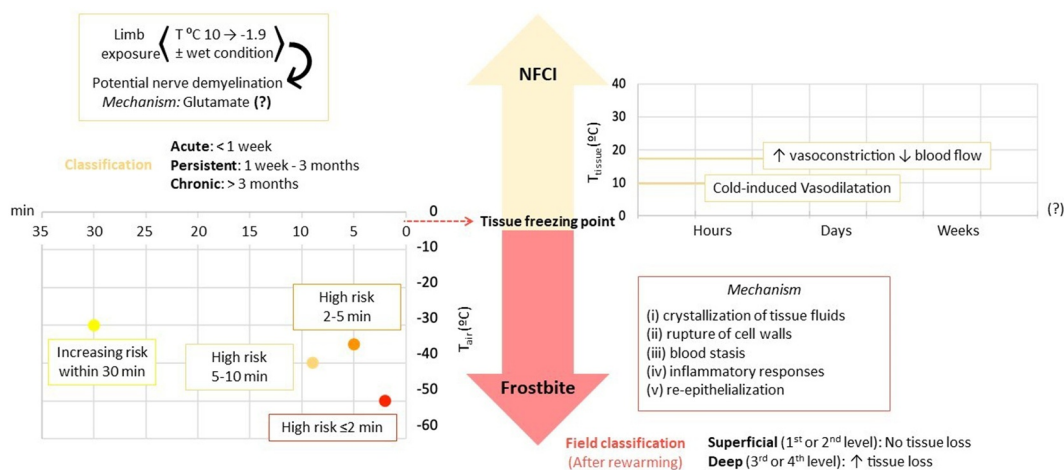 Limb
exposure
T ºC 10 → -1.9
± wet condition
Potential nerve demyelination
Mechanism: Glutamate (?)
Classification
Acute: < 1 week
Persistent: 1 week - 3 months
Chronic: > 3 months
NFCI
Tissue freezing point
Frostbite
T tissue (ºC)
40
30
20
10
0
↑ vasoconstriction ↓ blood flow
Cold-induced Vasodilatation
Hours Days Weeks
(?)
min
35 30 25 20 15 10 5 0
0
-10
-20
-30
-40
-50
-60
T air (ºC)
High risk
2-5 min
Increasing risk
within 30 min
High risk
5-10 min
High risk ≤2 min
Mechanism
(i) crystallization of tissue fluids
(ii) rupture of cell walls
(iii) blood stasis
(iv) inflammatory responses
(v) re-epithelialization
Field classification
(After rewarming)
Superficial (1st or 2nd level): No tissue loss
Deep (3rd or 4th level): ↑ tissue loss